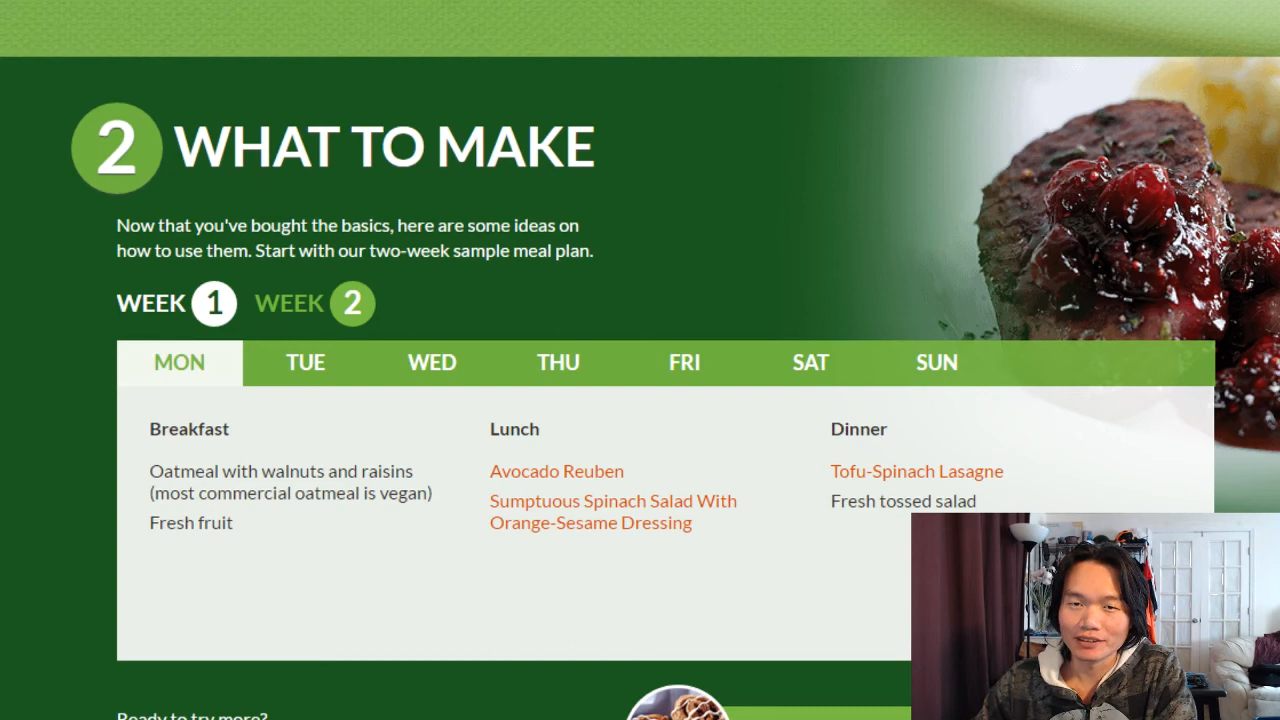 2 WHAT TO MAKE
Now that you've bought the basics, here are some ideas on
how to use them. Start with our two-week sample meal plan.
WEEK 1 WEEK 2
MON TUE WED THU FRI SAT SUN
Breakfast
Oatmeal with walnuts and raisins
(most commercial oatmeal is vegan)
Fresh fruit
Lunch
Avocado Reuben
Sumptuous Spinach Salad With
Orange-Sesame Dressing
Dinner
Tofu-Spinach Lasagne
Fresh tossed salad
Ready to try more?